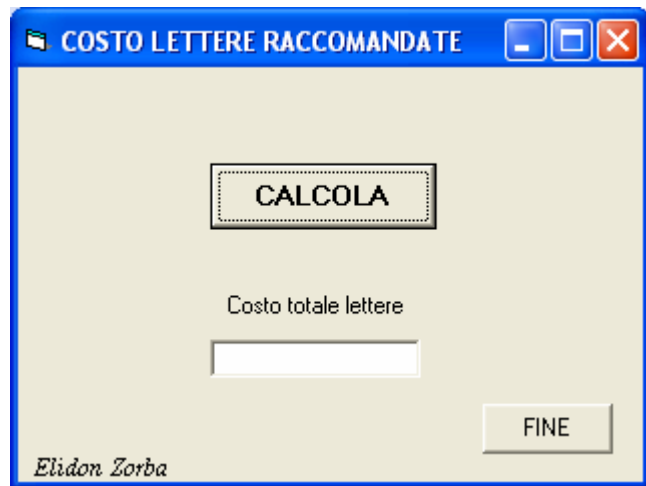 COSTO LETTERE RACCOMANDATE
CALCOLA
Costo totale lettere
FINE
Elidon Zorba